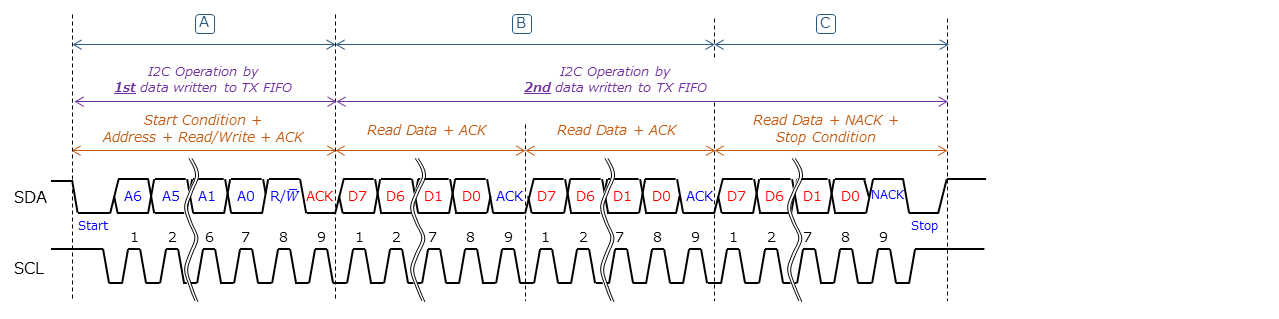 A
B
C
I2C Operation by
1st data written to TX FIFO
I2C Operation by
2nd data written to TX FIFO
Start Condition +
Address + Read/Write + ACK
Read Data + ACK
Read Data + ACK
Read Data + NACK +
Stop Condition
SDA
A6 A5 A1 A0 R/W̅ ACK D7 D6 D1 D0 ACK D7 D6 D1 D0 ACK D7 D6 D1 D0 NACK
Start
Stop
1 2 6 7 8 9 1 2 7 8 9 1 2 7 8 9 1 2 7 8 9
SCL